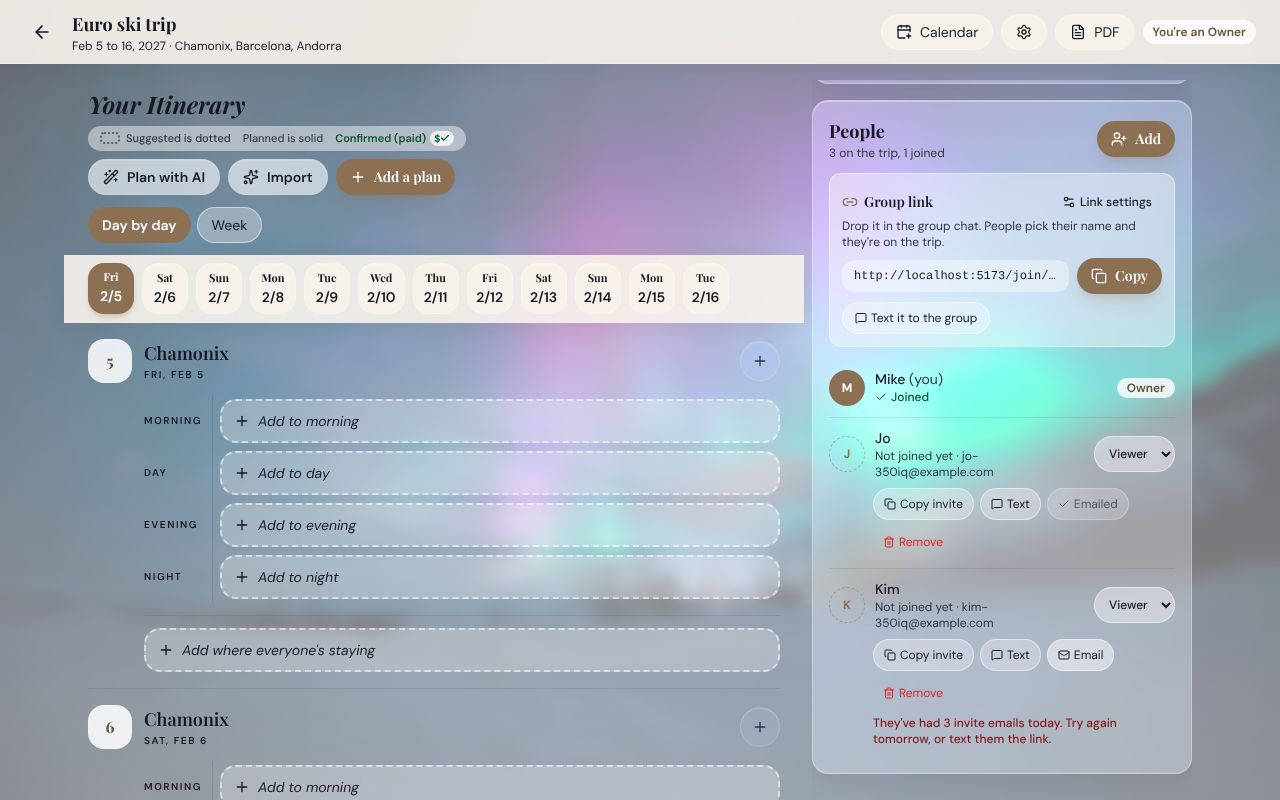 Euro ski trip
Feb 5 to 16, 2027 · Chamonix, Barcelona, Andorra
Calendar
PDF
You're an Owner
Your Itinerary
Suggested is dotted Planned is solid Confirmed (paid) $✓
Plan with AI
Import
+ Add a plan
Day by day
Week
Fri 2/5
Sat 2/6
Sun 2/7
Mon 2/8
Tue 2/9
Wed 2/10
Thu 2/11
Fri 2/12
Sat 2/13
Sun 2/14
Mon 2/15
Tue 2/16
5
Chamonix
FRI, FEB 5
+
MORNING
+ Add to morning
DAY
+ Add to day
EVENING
+ Add to evening
NIGHT
+ Add to night
+ Add where everyone's staying
6
Chamonix
SAT, FEB 6
+
MORNING
+ Add to morning
People
3 on the trip, 1 joined
Add
Group link
Link settings
Drop it in the group chat. People pick their name and
they're on the trip.
http://localhost:5173/join/…
Copy
Text it to the group
M
Mike (you)
✓ Joined
Owner
J
Jo
Not joined yet · jo-
350iq@example.com
Viewer
Copy invite
Text
✓ Emailed
Remove
K
Kim
Not joined yet · kim-
350iq@example.com
Viewer
Copy invite
Text
Email
Remove
They've had 3 invite emails today. Try again
tomorrow, or text them the link.